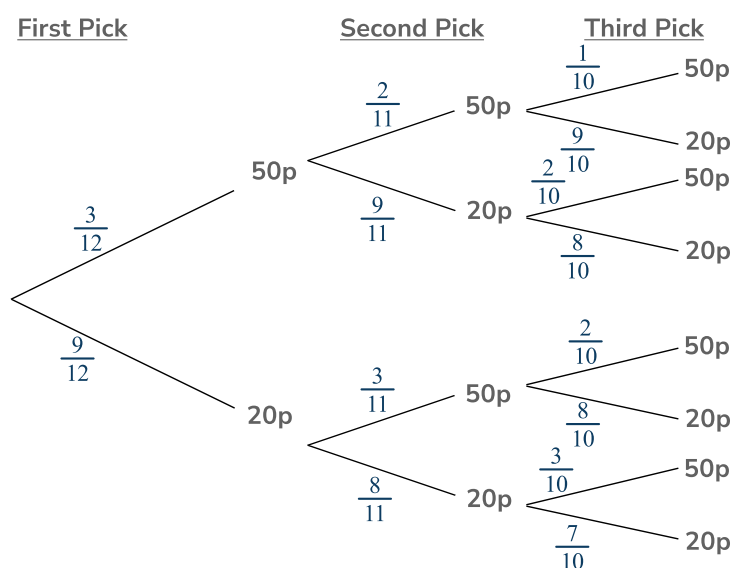 First Pick
Second Pick
Third Pick
3/12
50p
9/12
20p
2/11
50p
9/11
20p
3/11
50p
8/11
20p
1/10
50p
9/10
20p
2/10
50p
8/10
20p
2/10
50p
8/10
20p
3/10
50p
7/10
20p